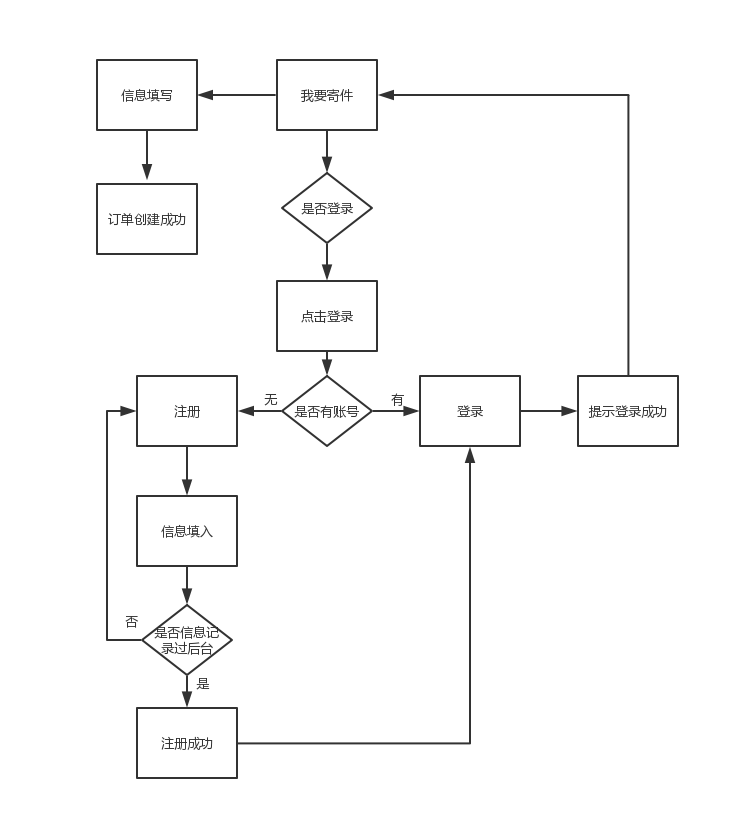 信息填写
我要寄件
订单创建成功
是否登录
点击登录
无
有
注册
是否有账号
登录
提示登录成功
信息填入
否
是否信息记
录过后台
是
注册成功